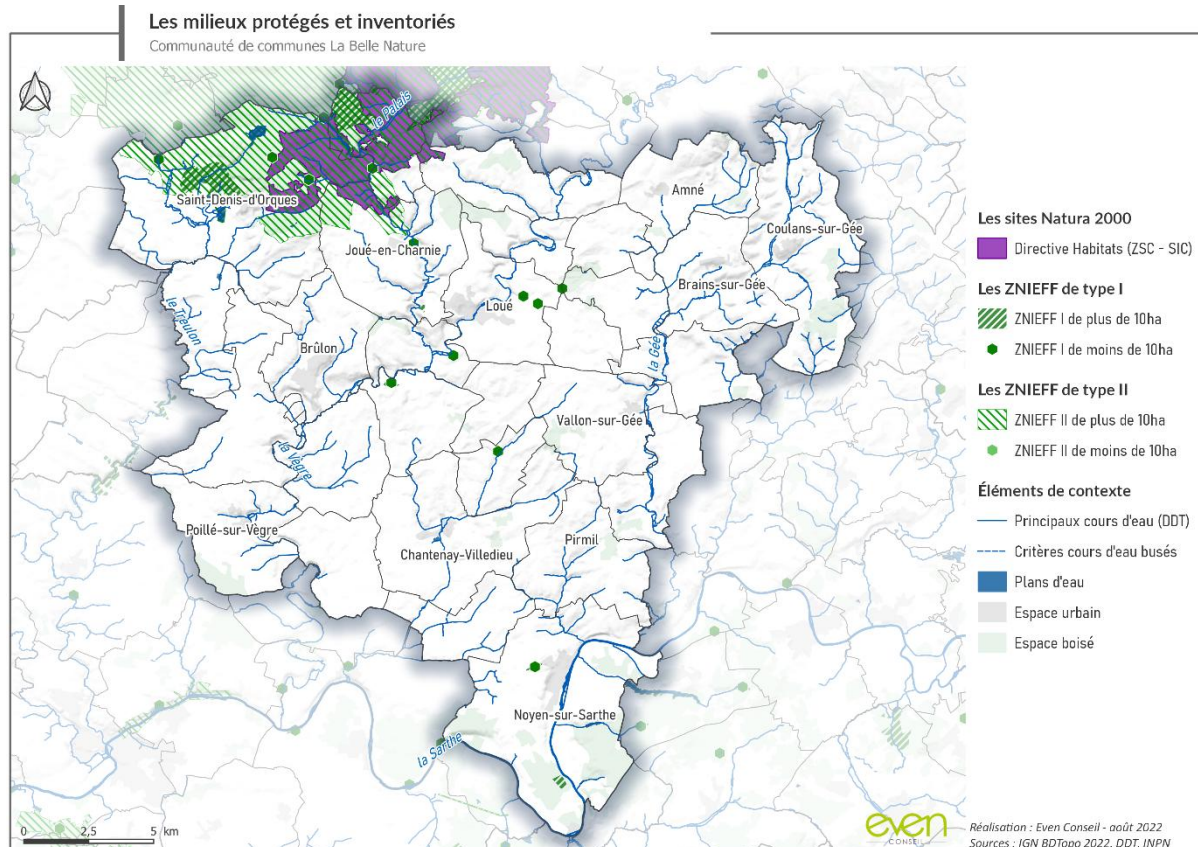 Les milieux protégés et inventoriés
Communauté de communes La Belle Nature
le Palais
Saint-Denis-d'Orques
Amné
Coulans-sur-Gée
Joué-en-Charnie
Brains-sur-Gée
Loué
le Treulon
Brûlon
la Gée
Vallon-sur-Gée
la Vègre
Poillé-sur-Vègre
Chantenay-Villedieu
Pirmil
Noyen-sur-Sarthe
la Sarthe
0 2,5 5 km
Les sites Natura 2000
Directive Habitats (ZSC - SIC)
Les ZNIEFF de type I
ZNIEFF I de plus de 10ha
ZNIEFF I de moins de 10ha
Les ZNIEFF de type II
ZNIEFF II de plus de 10ha
ZNIEFF II de moins de 10ha
Éléments de contexte
Principaux cours d'eau (DDT)
Critères cours d'eau busés
Plans d'eau
Espace urbain
Espace boisé
even
CONSEIL
Réalisation : Even Conseil - août 2022
Sources : IGN BDTopo 2022, DDT, INPN